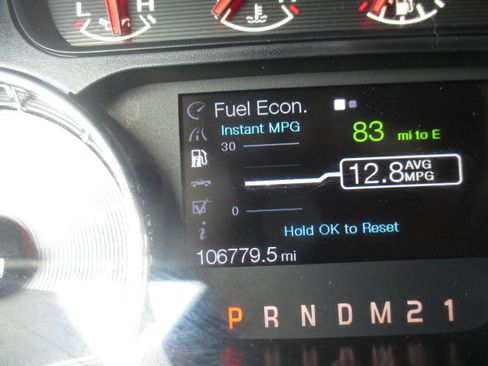 L H
Fuel Econ.
Instant MPG
83 mi to E
30
12.8 AVG MPG
0
Hold OK to Reset
i
106779.5 mi
P R N D M 2 1